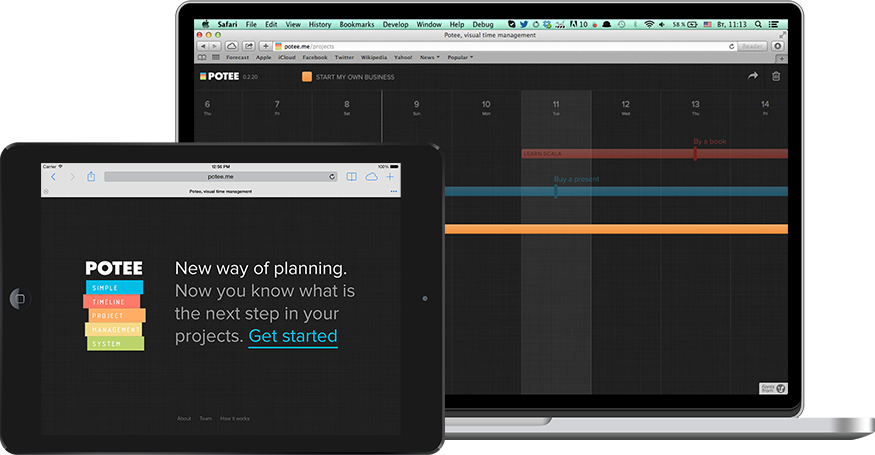 Safari File Edit View History Bookmarks Develop Window Help Debug
10 58 % Вт, 11:13
Potee, visual time management
potee.me/projects
Reader
Forecast Apple iCloud Facebook Twitter Wikipedia Yahoo! News Popular
POTEE 0.2.20 START MY OWN BUSINESS
6 7 8 9 10 11 12 13 14
Thu Fri Sat Sun Mon Tue Wed Thu Fri
By a book
LEARN SCALA
Buy a present
fonts from
Carrier 12:56 PM 100%
potee.me
Potee, visual time management
POTEE
SIMPLE
TIMELINE
PROJECT
MANAGEMENT
SYSTEM
New way of planning.
Now you know what is
the next step in your
projects. Get started
About Team How it works